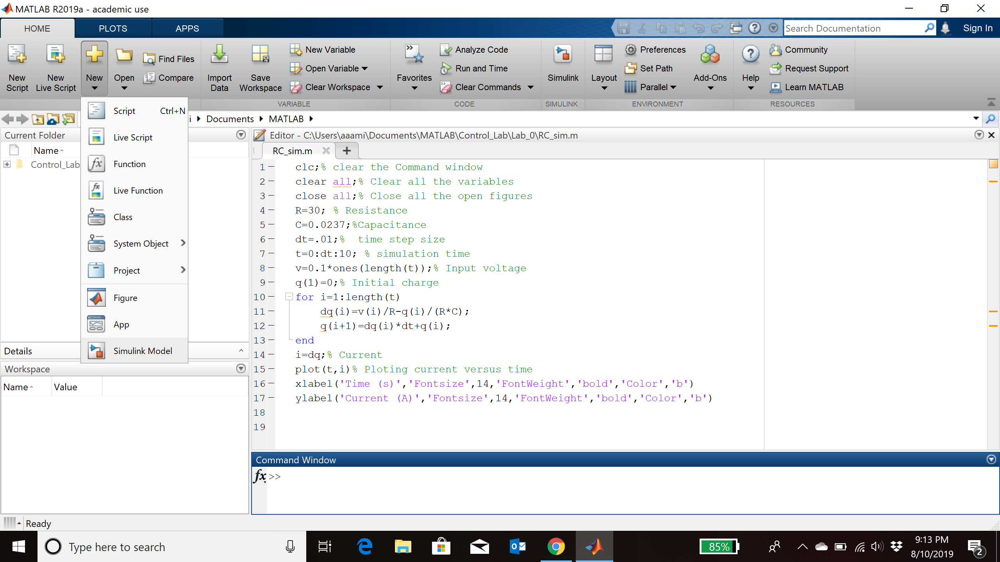 MATLAB R2019a - academic use
HOME PLOTS APPS
Search Documentation
Sign In
New Script
New Live Script
New
Open
Find Files
Compare
Import Data
Save Workspace
New Variable
Open Variable
Clear Workspace
VARIABLE
Favorites
Analyze Code
Run and Time
Clear Commands
CODE
Simulink
SIMULINK
Layout
Preferences
Set Path
Parallel
Add-Ons
ENVIRONMENT
Help
Community
Request Support
Learn MATLAB
RESOURCES
i Documents MATLAB
Script Ctrl+N
Live Script
Function
Live Function
Class
System Object
Project
Figure
App
Simulink Model
Current Folder
Name
Control_Lab
Details
Workspace
Name Value
Editor - C:\Users\aaami\Documents\MATLAB\Control_Lab\Lab_0\RC_sim.m
RC_sim.m
1 clc;% clear the Command window
2 clear all;% Clear all the variables
3 close all;% Close all the open figures
4 R=30; % Resistance
5 C=0.0237;%Capacitance
6 dt=.01;%  time step size
7 t=0:dt:10; % simulation time
8 v=0.1*ones(length(t));% Input voltage
9 q(1)=0;% Initial charge
10 for i=1:length(t)
11     dq(i)=v(i)/R-q(i)/(R*C);
12     q(i+1)=dq(i)*dt+q(i);
13 end
14 i=dq;% Current
15 plot(t,i)% Ploting current versus time
16 xlabel('Time (s)','Fontsize',14,'FontWeight','bold','Color','b')
17 ylabel('Current (A)','Fontsize',14,'FontWeight','bold','Color','b')
18
19
Command Window
fx >>
Ready
Type here to search
85%
9:13 PM
8/10/2019
2